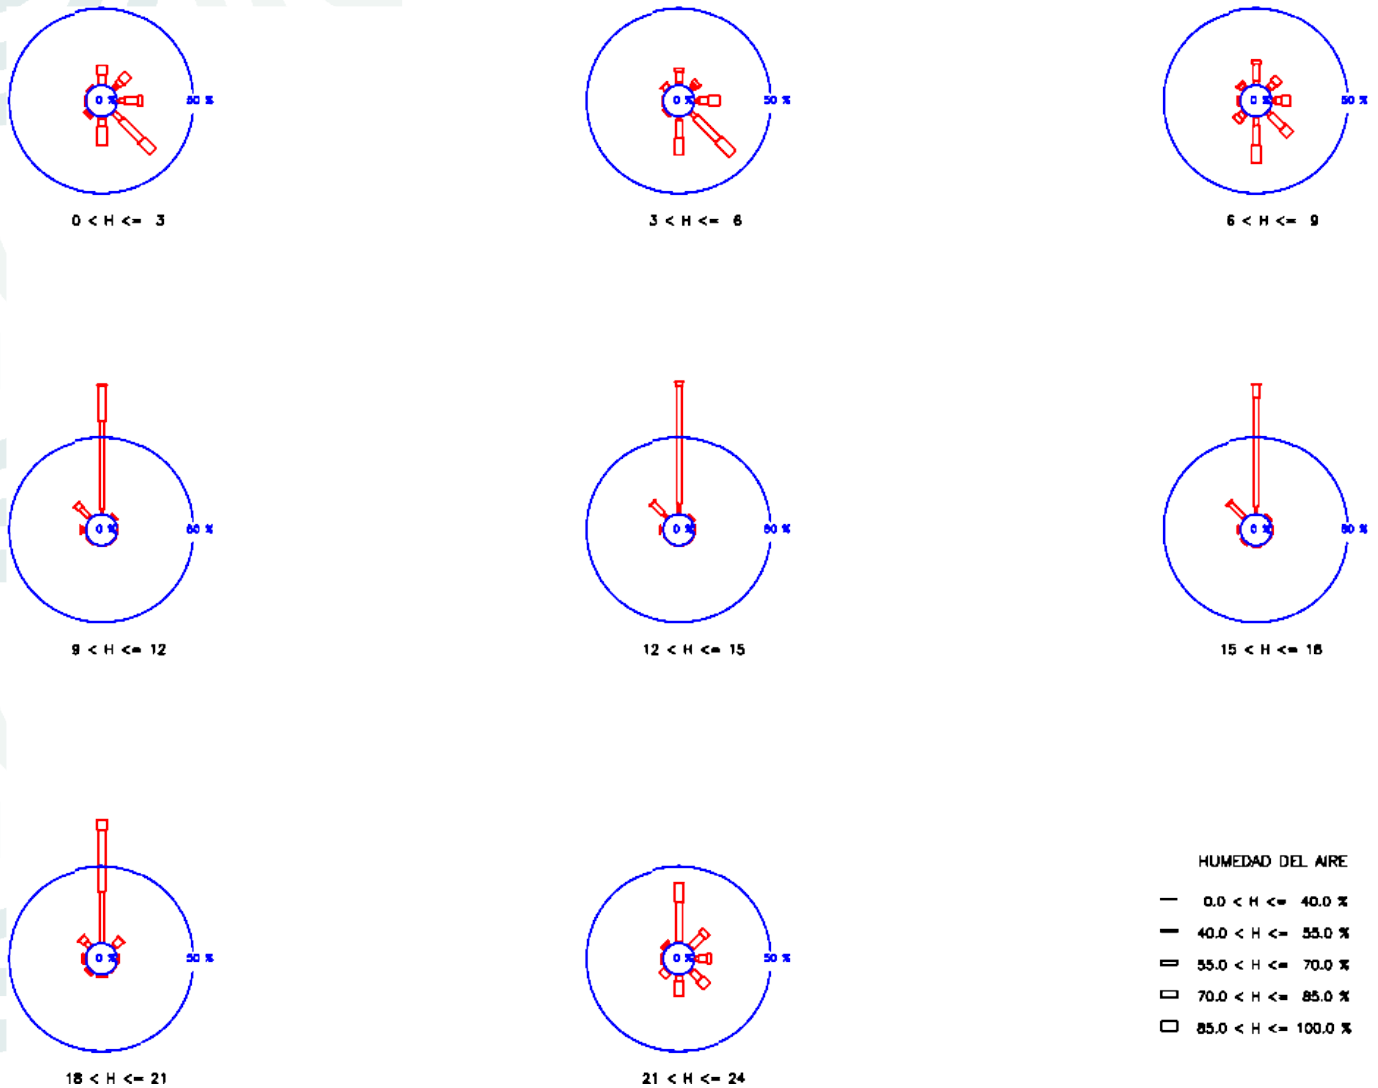 0 % 50 %
0 % 50 %
0 % 50 %
0 < H <= 3
3 < H <= 6
6 < H <= 9
0 % 50 %
0 % 50 %
0 % 50 %
9 < H <= 12
12 < H <= 15
15 < H <= 18
0 % 50 %
0 % 50 %
18 < H <= 21
21 < H <= 24
HUMEDAD DEL AIRE
0.0 < H <= 40.0 %
40.0 < H <= 55.0 %
55.0 < H <= 70.0 %
70.0 < H <= 85.0 %
85.0 < H <= 100.0 %